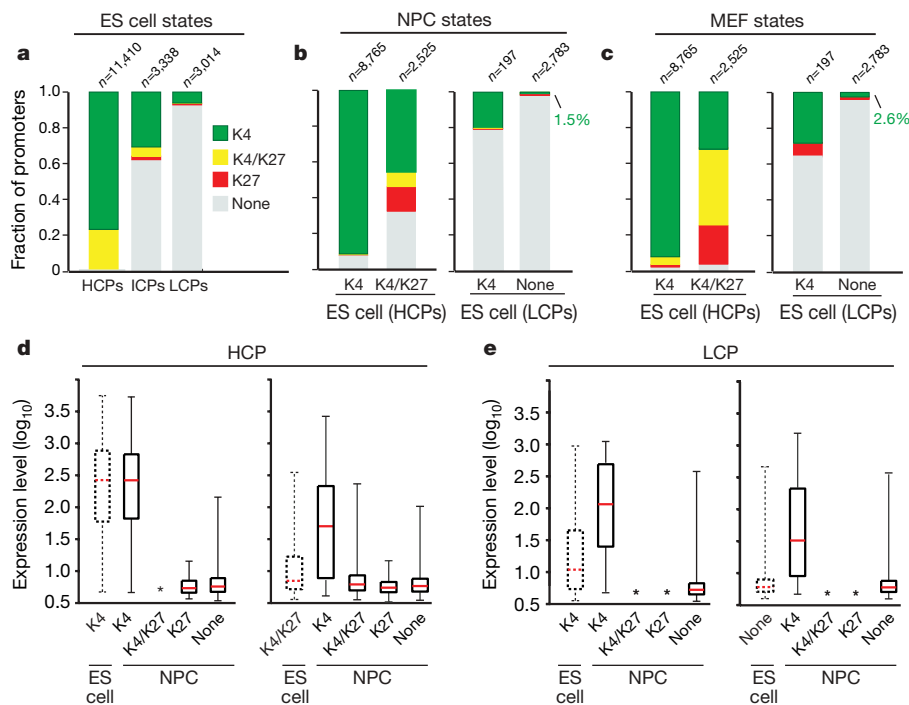 ES cell states
NPC states
MEF states
a
b
c
n=11,410
n=3,338
n=3,014
n=8,765
n=2,525
n=197
n=2,783
n=8,765
n=2,525
n=197
n=2,783
Fraction of promoters
1.0
0.8
0.6
0.4
0.2
0
K4
K4/K27
K27
None
1.5%
2.6%
HCPs ICPs LCPs
K4 K4/K27
ES cell (HCPs)
K4 None
ES cell (LCPs)
K4 K4/K27
ES cell (HCPs)
K4 None
ES cell (LCPs)
d
HCP
e
LCP
Expression level (log10)
3.5
3.0
2.5
2.0
1.5
1.0
0.5
*
K4
K4
K4/K27
K27
None
ES
cell
NPC
K4/K27
K4
K4/K27
K27
None
ES
cell
NPC
Expression level (log10)
3.5
3.0
2.5
2.0
1.5
1.0
0.5
* *
K4
K4
K4/K27
K27
None
ES
cell
NPC
* *
None
K4
K4/K27
K27
None
ES
cell
NPC